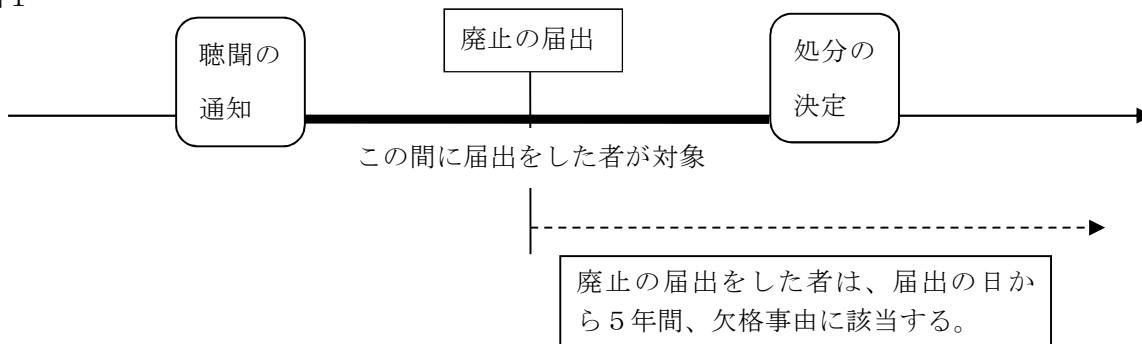 聴聞の
通知
廃止の届出
処分の
決定
この間に届出をした者が対象
廃止の届出をした者は、届出の日か
ら５年間、欠格事由に該当する。